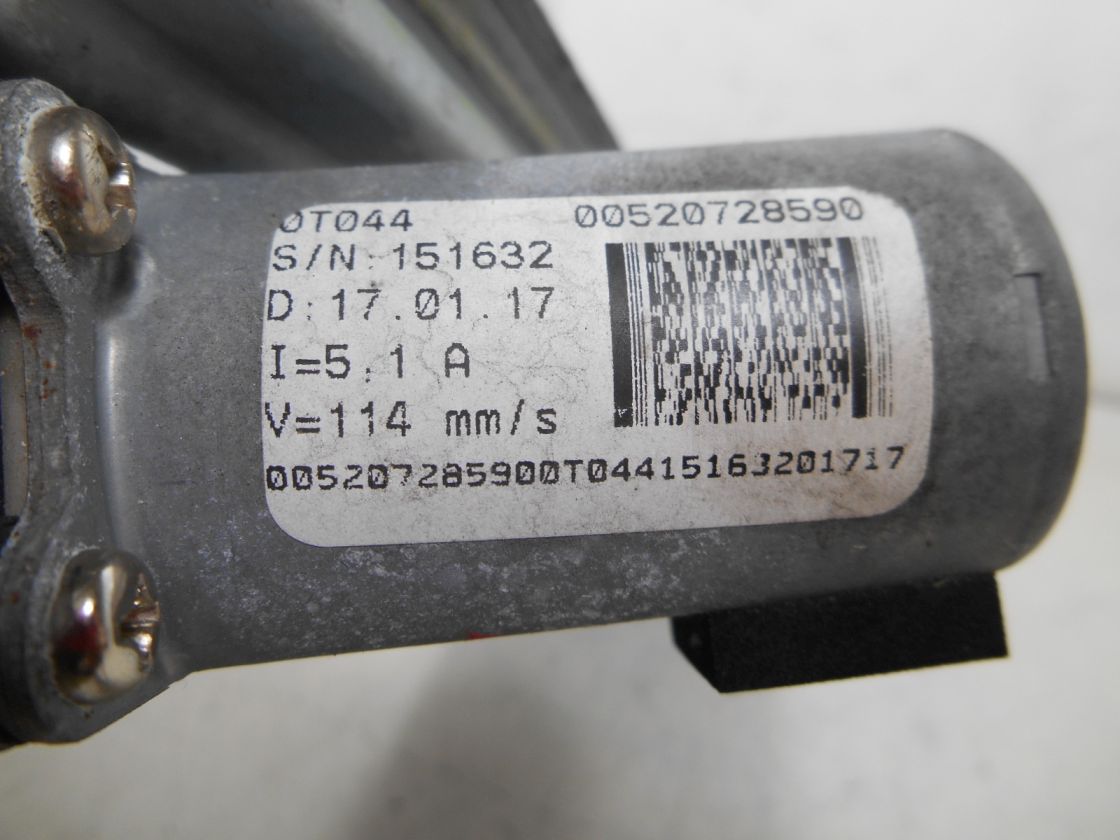 0T044 00520728590
S/N:151632
D:17.01.17
I=5.1 A
V=114 mm/s
005207285900T04415163201717